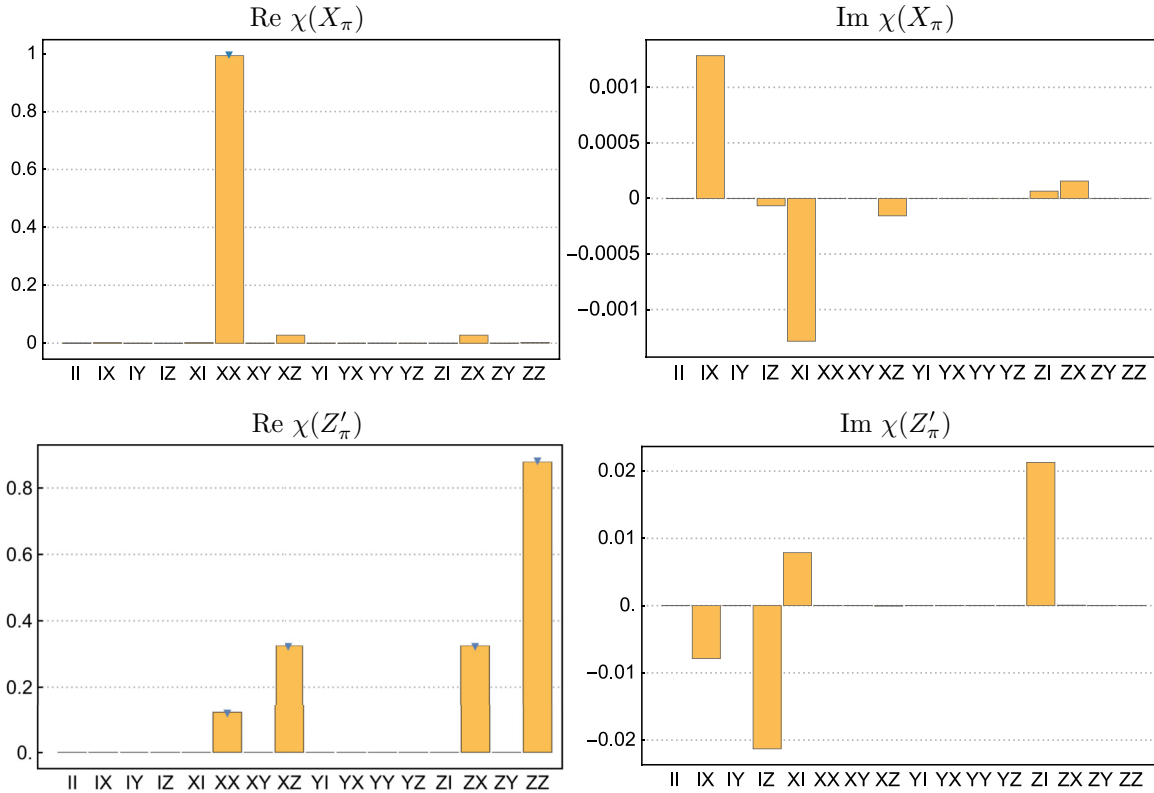 Re χ(X_π)
1
0.8
0.6
0.4
0.2
0
II IX IY IZ XI XX XY XZ YI YX YY YZ ZI ZX ZY ZZ
Im χ(X_π)
0.001
0.0005
0
−0.0005
−0.001
II IX IY IZ XI XX XY XZ YI YX YY YZ ZI ZX ZY ZZ
Re χ(Z′_π)
0.8
0.6
0.4
0.2
0.
II IX IY IZ XI XX XY XZ YI YX YY YZ ZI ZX ZY ZZ
Im χ(Z′_π)
0.02
0.01
0.
−0.01
−0.02
II IX IY IZ XI XX XY XZ YI YX YY YZ ZI ZX ZY ZZ